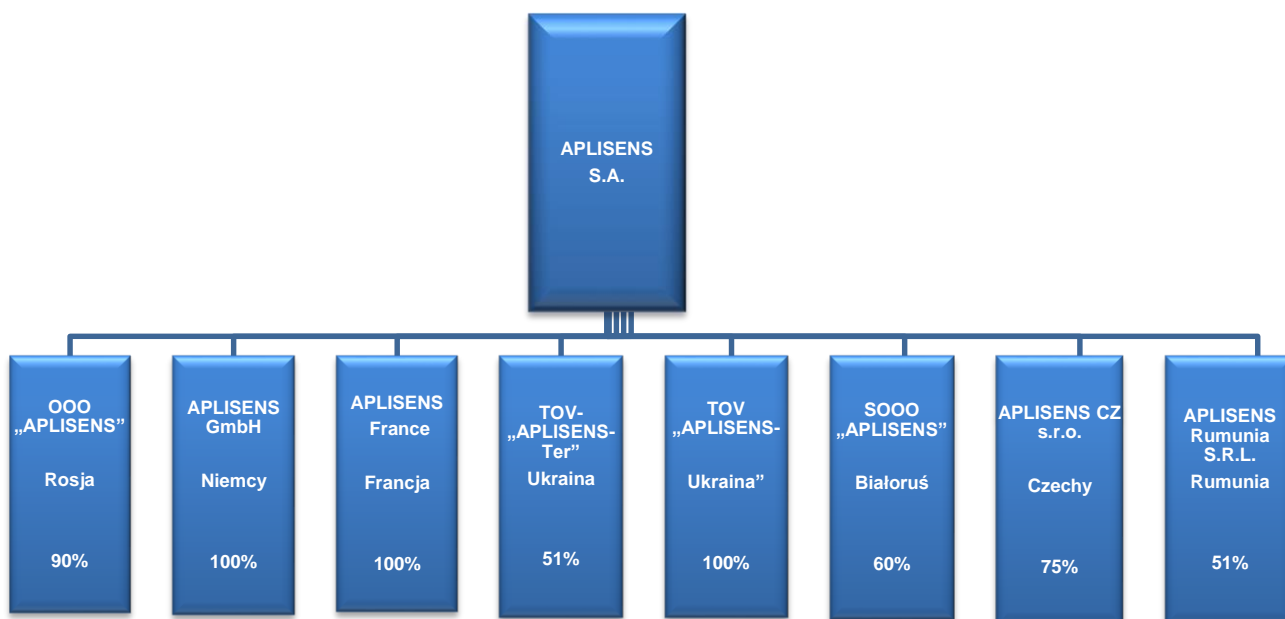 APLISENS
S.A.
OOO
„APLISENS”
Rosja
90%
APLISENS
GmbH
Niemcy
100%
APLISENS
France
Francja
100%
TOV-
„APLISENS-
Ter”
Ukraina
51%
TOV
„APLISENS-
Ukraina”
100%
SOOO
„APLISENS”
Białoruś
60%
APLISENS CZ
s.r.o.
Czechy
75%
APLISENS
Rumunia
S.R.L.
Rumunia
51%